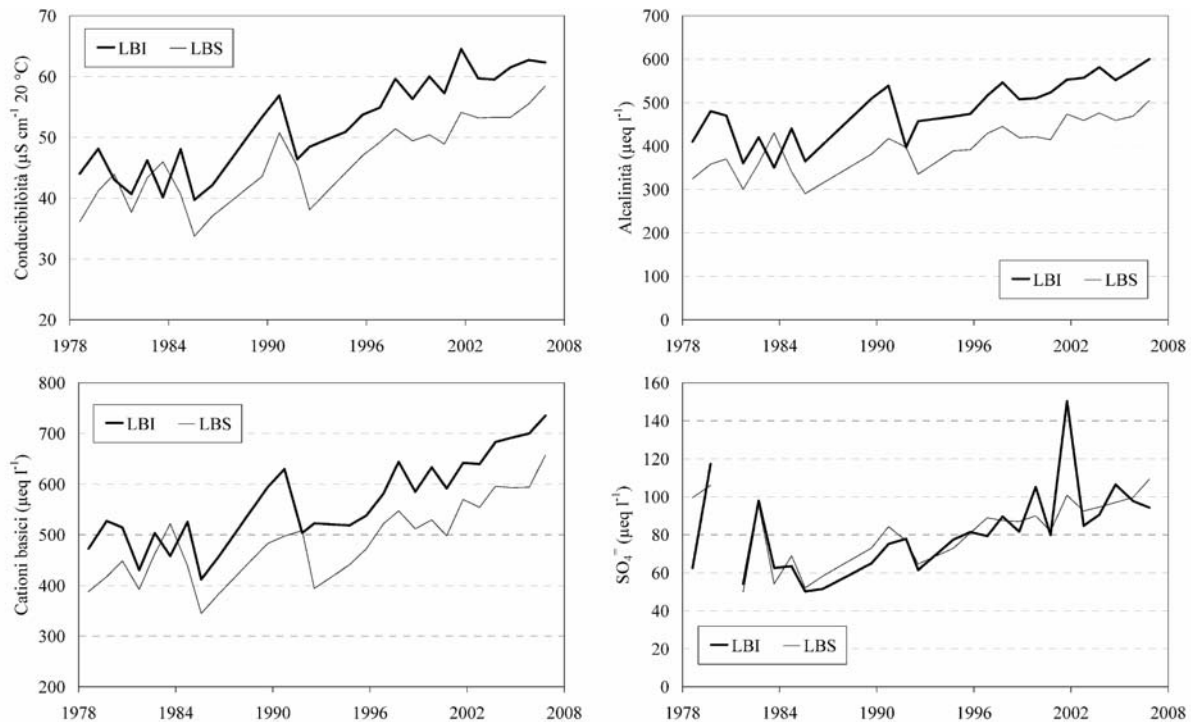 Conducibilòità (µS cm⁻¹ 20 °C)
70
60
50
40
30
20
LBI LBS
1978 1984 1990 1996 2002 2008
Alcalinità (µeq l⁻¹)
700
600
500
400
300
200
100
0
LBI LBS
1978 1984 1990 1996 2002 2008
Cationi basici (µeq l⁻¹)
800
700
600
500
400
300
200
LBI LBS
1978 1984 1990 1996 2002 2008
SO₄⁼ (µeq l⁻¹)
160
140
120
100
80
60
40
20
0
LBI LBS
1978 1984 1990 1996 2002 2008